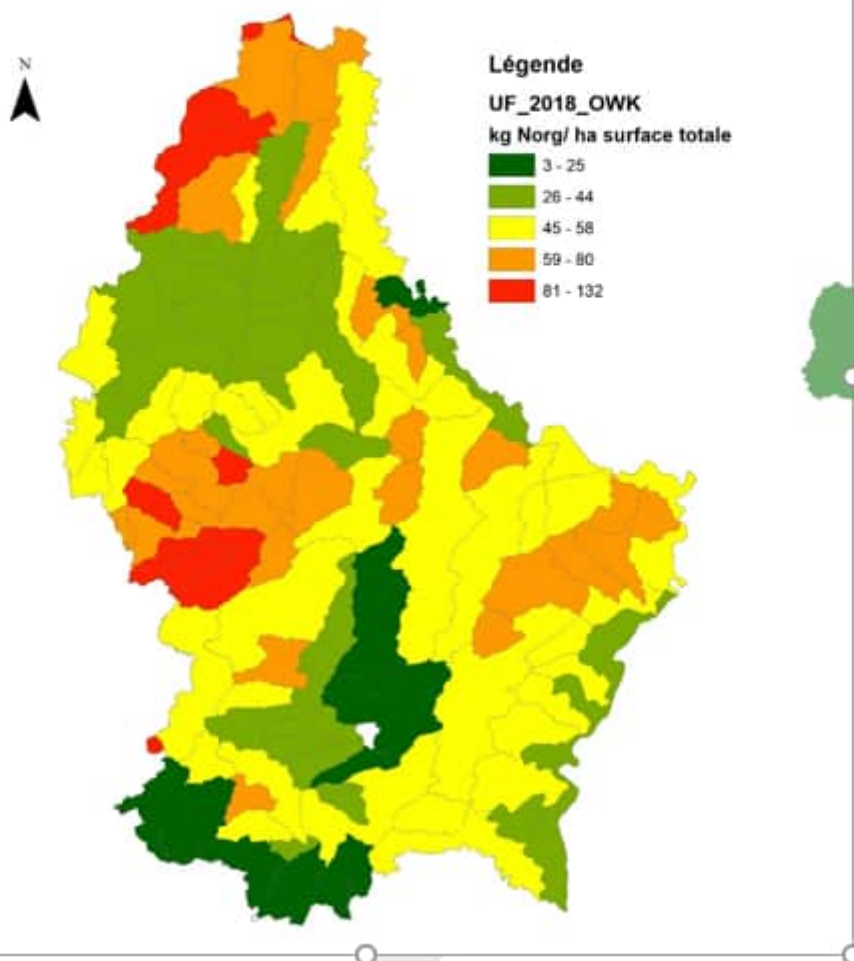 N
Légende
UF_2018_OWK
kg Norg/ ha surface totale
3 - 25
26 - 44
45 - 58
59 - 80
81 - 132